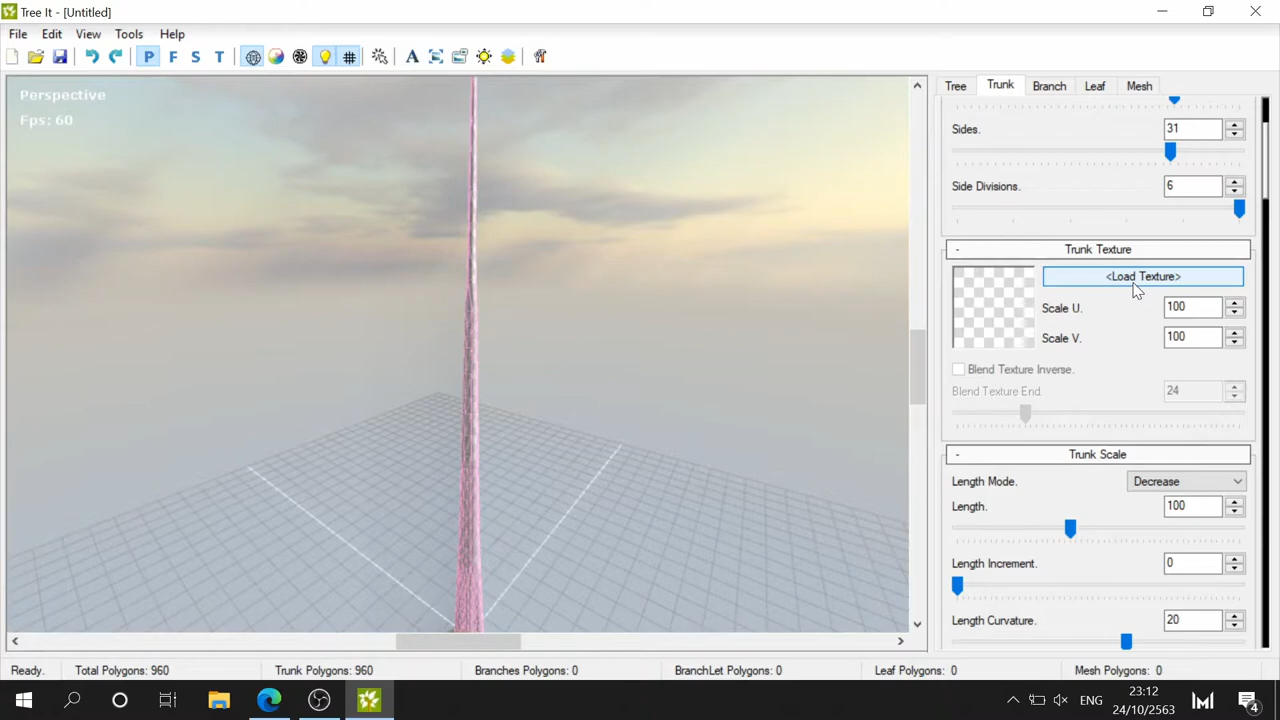 Tree It - [Untitled]
File Edit View Tools Help
P F S T A
Perspective
Fps: 60
Tree Trunk Branch Leaf Mesh
Sides. 31
Side Divisions. 6
- Trunk Texture
<Load Texture>
Scale U. 100
Scale V. 100
Blend Texture Inverse.
Blend Texture End. 24
- Trunk Scale
Length Mode. Decrease
Length. 100
Length Increment. 0
Length Curvature. 20
Ready. Total Polygons: 960 Trunk Polygons: 960 Branches Polygons: 0 BranchLet Polygons: 0 Leaf Polygons: 0 Mesh Polygons: 0
ENG 23:12 4
24/10/2563